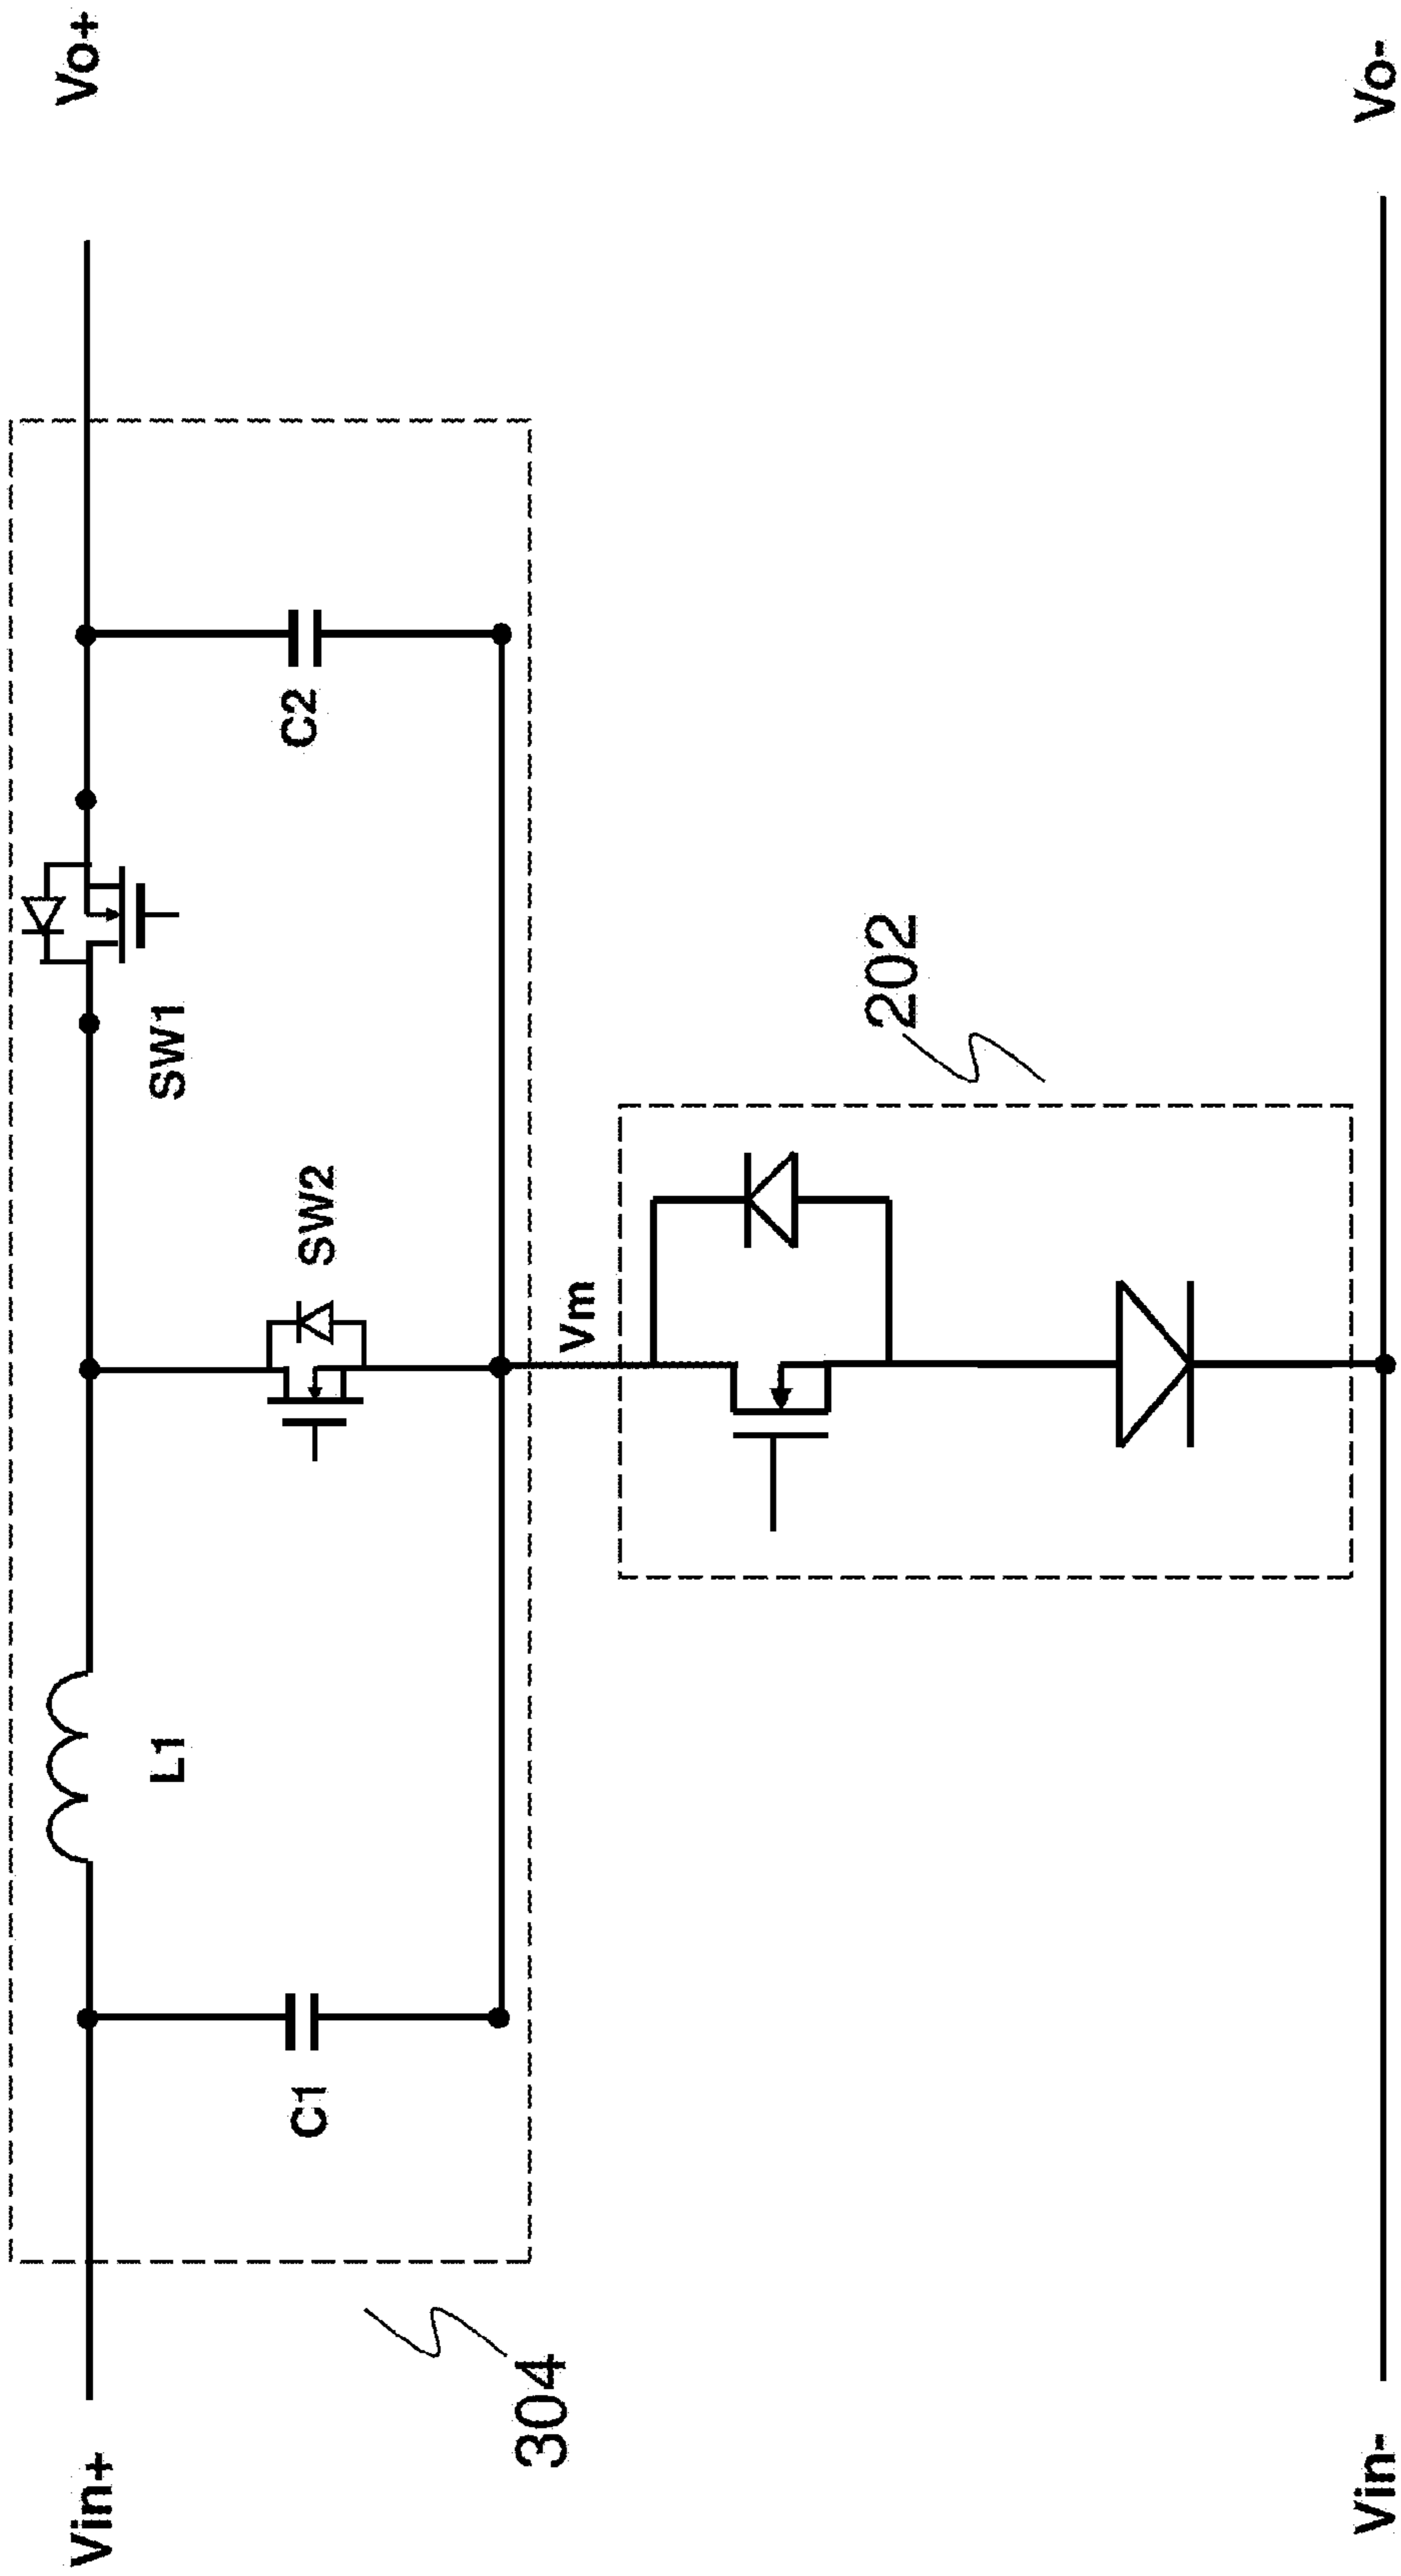 Vin+
Vo+
L1
SW1
C1
SW2
C2
304
Vm
202
Vin-
Vo-